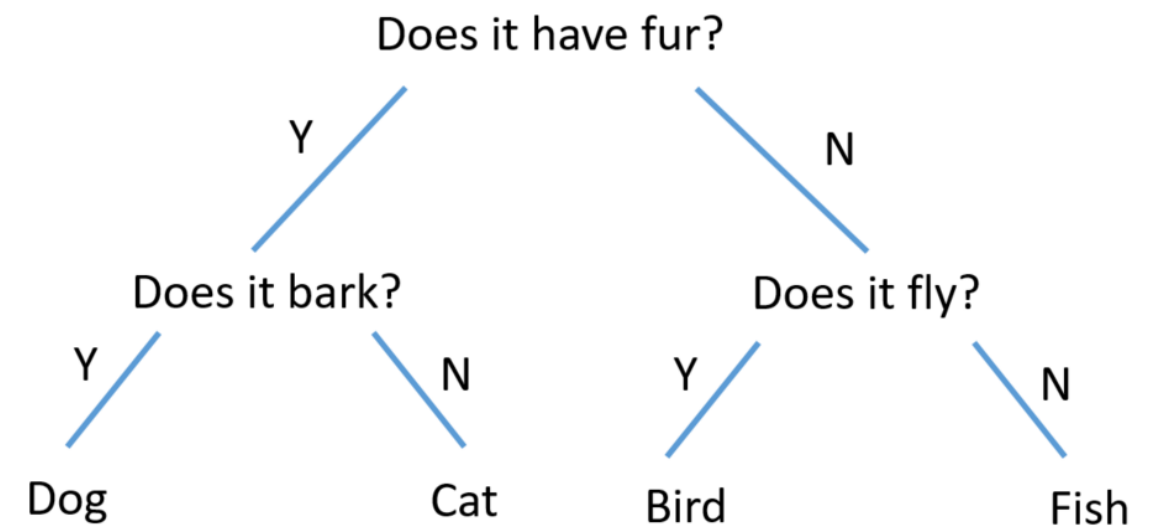 Does it have fur?
Y
N
Does it bark?
Does it fly?
Y
N
Y
N
Dog
Cat
Bird
Fish